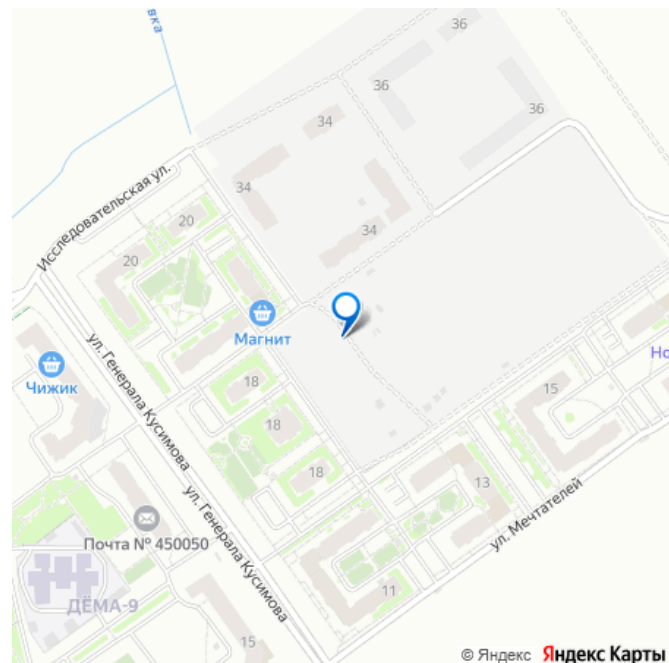 вка
36
36
36
34
34
34
Исследовательская ул.
20
20
Магнит
Чижик
ул. Генерала Кусимова
18
18
18
Но
15
13
ул. Мечтателей
ул. Генерала Кусимова
Почта № 450050
ДЁМА-9
11
15
© Яндекс Яндекс Карты